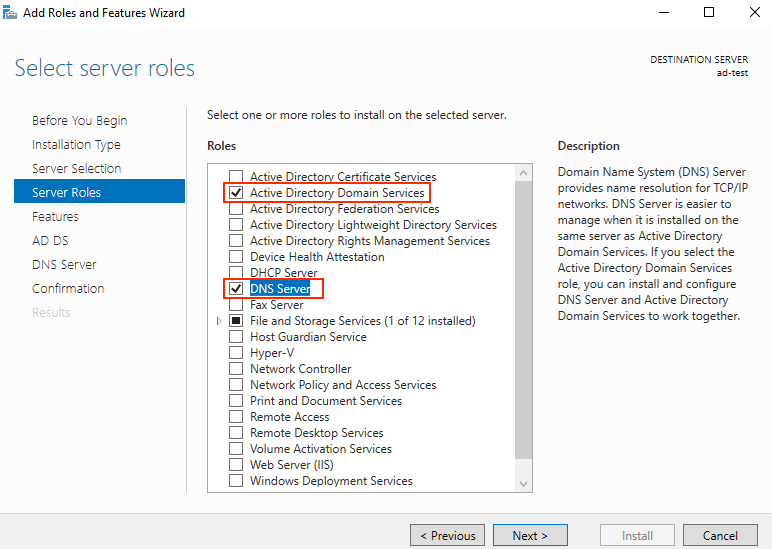 Add Roles and Features Wizard
Select server roles
DESTINATION SERVER
ad-test
Before You Begin
Installation Type
Server Selection
Server Roles
Features
AD DS
DNS Server
Confirmation
Results
Select one or more roles to install on the selected server.
Roles
Active Directory Certificate Services
Active Directory Domain Services
Active Directory Federation Services
Active Directory Lightweight Directory Services
Active Directory Rights Management Services
Device Health Attestation
DHCP Server
DNS Server
Fax Server
File and Storage Services (1 of 12 installed)
Host Guardian Service
Hyper-V
Network Controller
Network Policy and Access Services
Print and Document Services
Remote Access
Remote Desktop Services
Volume Activation Services
Web Server (IIS)
Windows Deployment Services
Description
Domain Name System (DNS) Server
provides name resolution for TCP/IP
networks. DNS Server is easier to
manage when it is installed on the
same server as Active Directory
Domain Services. If you select the
Active Directory Domain Services
role, you can install and configure
DNS Server and Active Directory
Domain Services to work together.
< Previous
Next >
Install
Cancel